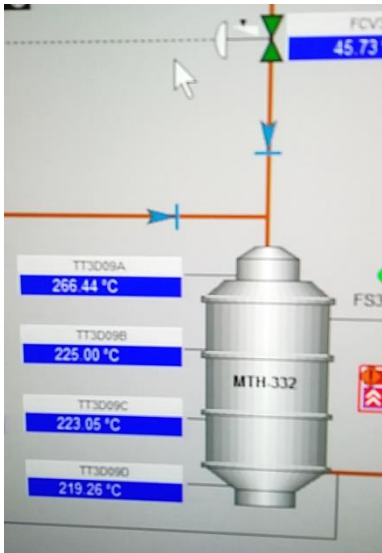 FCV3
45.73
TT3D09A
266.44 °C
FS3
TT3D09B
225.00 °C
MTH-332
TT3D09C
223.05 °C
TT3D09D
219.26 °C